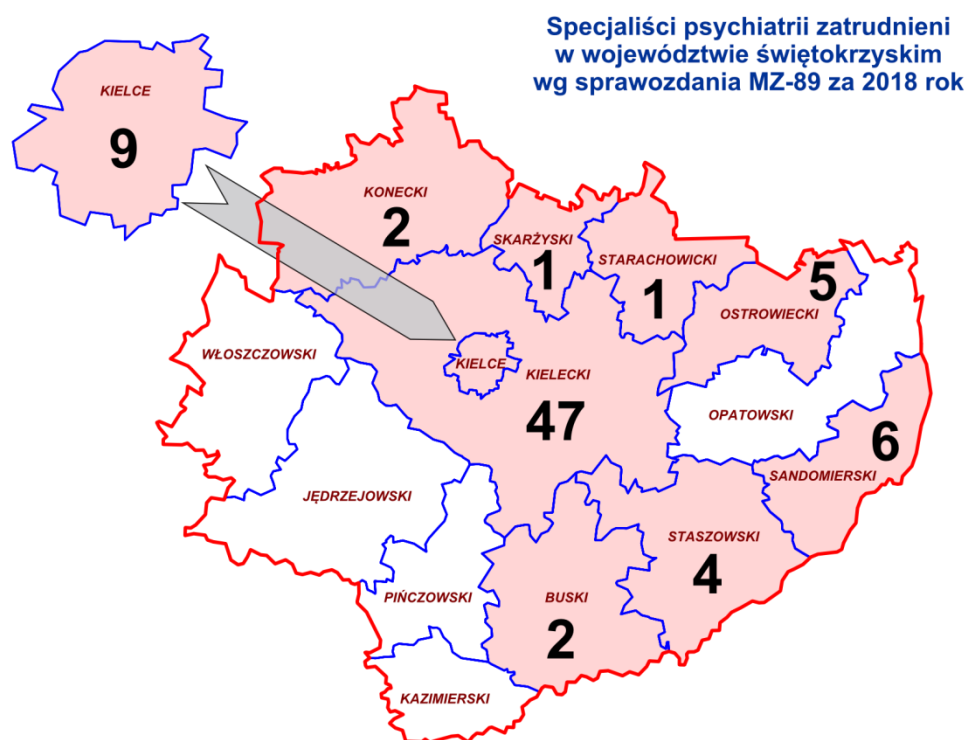 Specjaliści psychiatrii zatrudnieni
w województwie świętokrzyskim
wg sprawozdania MZ-89 za 2018 rok
KIELCE
9
KONECKI
2
SKARŻYSKI
1
STARACHOWICKI
1
5
OSTROWIECKI
WŁOSZCZOWSKI
KIELCE
KIELECKI
47
OPATOWSKI
6
SANDOMIERSKI
JĘDRZEJOWSKI
STASZOWSKI
4
PIŃCZOWSKI
BUSKI
2
KAZIMIERSKI